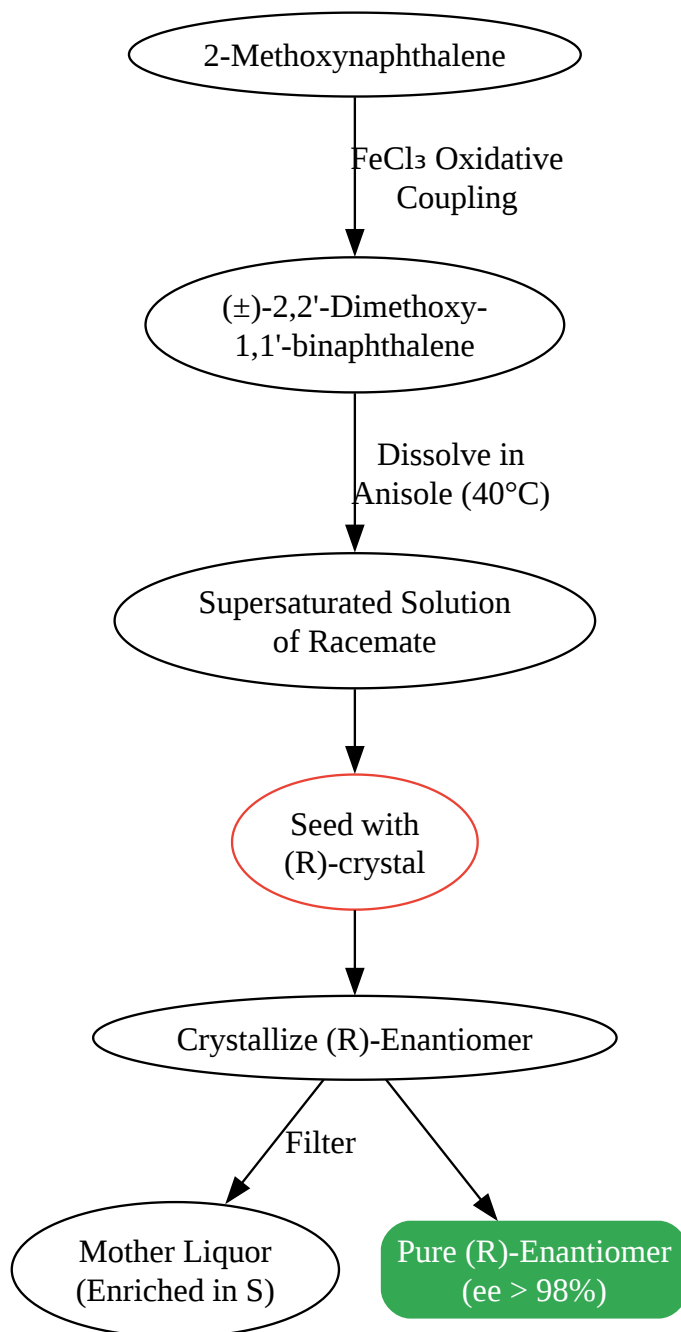 2-Methoxynaphthalene
FeCl₃ Oxidative
Coupling
(±)-2,2'-Dimethoxy-
1,1'-binaphthalene
Dissolve in
Anisole (40°C)
Supersaturated Solution
of Racemate
Seed with
(R)-crystal
Crystallize (R)-Enantiomer
Filter
Mother Liquor
(Enriched in S)
Pure (R)-Enantiomer
(ee > 98%)